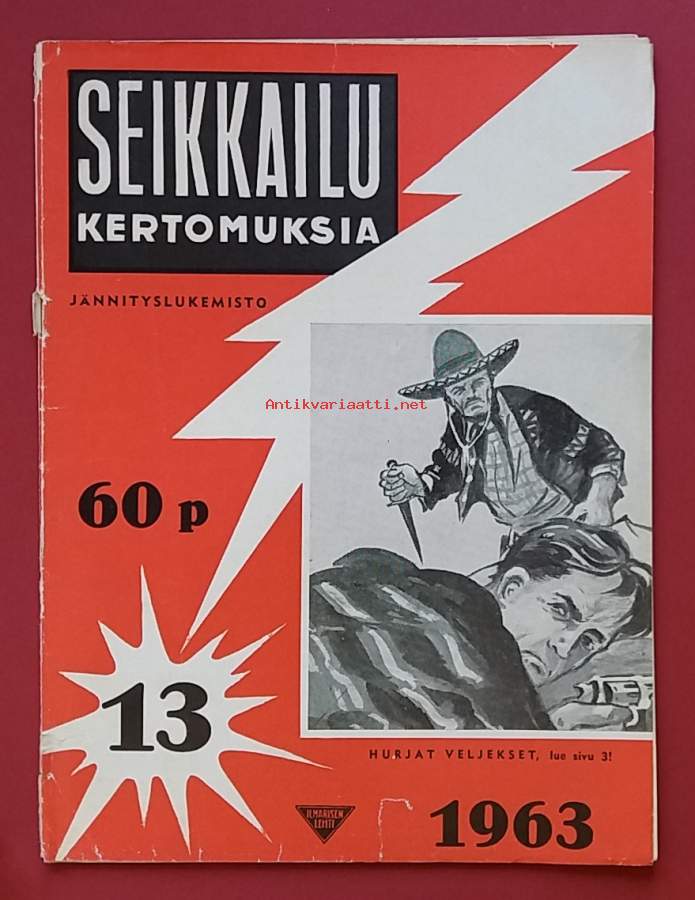 SEIKKAILU
KERTOMUKSIA
JÄNNITYSLUKEMISTO
Antikvariaatti.net
60 p
13
HURJAT VELJEKSET, lue sivu 3!
ILMARISEN
LEHTI
1963